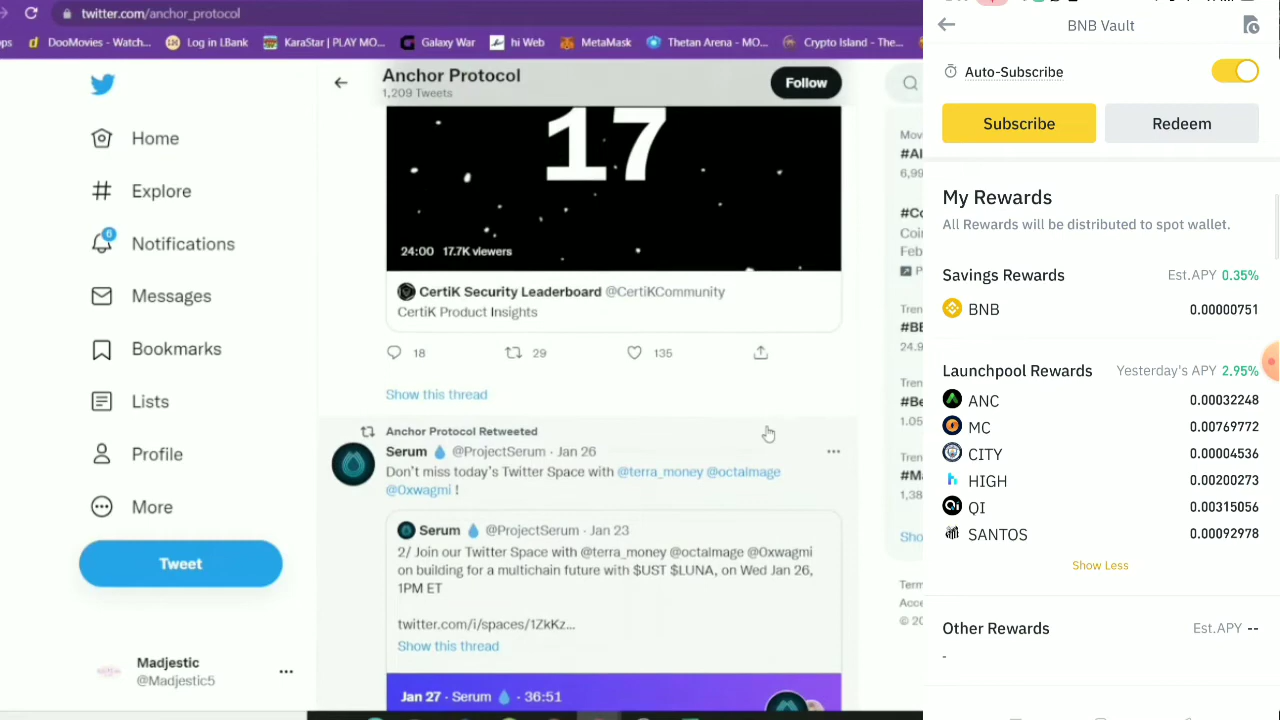 twitter.com/anchor_protocol
DooMovies - Watch... Log in LBank KaraStar | PLAY MO... Galaxy War hi Web MetaMask Thetan Arena - MO... Crypto Island - The...
Anchor Protocol
1,209 Tweets
Follow
Home
Explore
6
Notifications
Messages
Bookmarks
Lists
Profile
More
Tweet
Madjestic
@Madjestic5
17
24:00 17.7K viewers
CertiK Security Leaderboard @CertiKCommunity
CertiK Product Insights
18 29 135
Show this thread
Anchor Protocol Retweeted
Serum @ProjectSerum · Jan 26
Don't miss today's Twitter Space with @terra_money @octalmage
@0xwagmi !
Serum @ProjectSerum · Jan 23
2/ Join our Twitter Space with @terra_money @octalmage @0xwagmi
on building for a multichain future with $UST $LUNA, on Wed Jan 26,
1PM ET
twitter.com/i/spaces/1ZkKz...
Show this thread
Jan 27 · Serum · 36:51
BNB Vault
Auto-Subscribe
Subscribe
Redeem
My Rewards
All Rewards will be distributed to spot wallet.
Savings Rewards Est.APY 0.35%
BNB 0.00000751
Launchpool Rewards Yesterday's APY 2.95%
ANC 0.00032248
MC 0.00769772
CITY 0.00004536
HIGH 0.00200273
QI 0.00315056
SANTOS 0.00092978
Show Less
Other Rewards Est.APY --
-